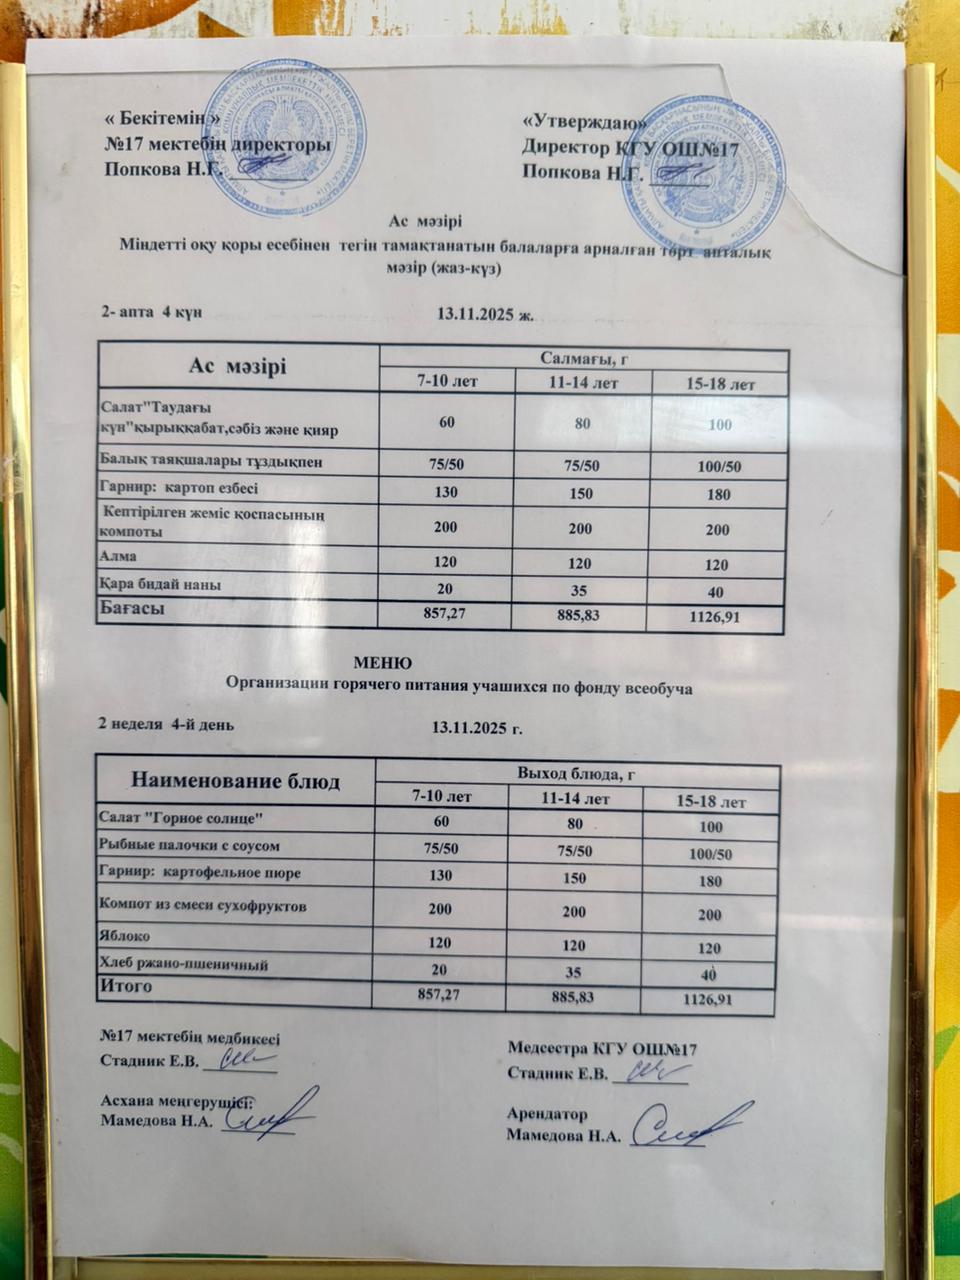 « Бекітемін »
№17 мектебің директоры
Попкова Н.Г.
«Утверждаю»
Директор КГУ ОШ№17
Попкова Н.Г.
Ас мәзірі
Міндетті оқу қоры есебінен тегін тамақтанатын балаларға арналған төрт апталық
мәзір (жаз-күз)
2- апта 4 күн 13.11.2025 ж.
Ас мәзірі Салмағы, г
7-10 лет 11-14 лет 15-18 лет
Салат"Таудағы
күн"қырыққабат,сәбіз және қияр 60 80 100
Балық таяқшалары тұздықпен 75/50 75/50 100/50
Гарнир: картоп езбесі 130 150 180
Кептірілген жеміс қоспасының
компоты 200 200 200
Алма 120 120 120
Қара бидай наны 20 35 40
Бағасы 857,27 885,83 1126,91
МЕНЮ
Организации горячего питания учашихся по фонду всеобуча
2 неделя 4-й день 13.11.2025 г.
Наименование блюд Выход блюда, г
7-10 лет 11-14 лет 15-18 лет
Салат "Горное солнце" 60 80 100
Рыбные палочки с соусом 75/50 75/50 100/50
Гарнир: картофельное пюре 130 150 180
Компот из смеси сухофруктов 200 200 200
Яблоко 120 120 120
Хлеб ржано-пшеничный 20 35 40
Итого 857,27 885,83 1126,91
№17 мектебің медбикесі
Стадник Е.В.
Асхана меңгерушісі:
Мамедова Н.А.
Медсестра КГУ ОШ№17
Стадник Е.В.
Арендатор
Мамедова Н.А.